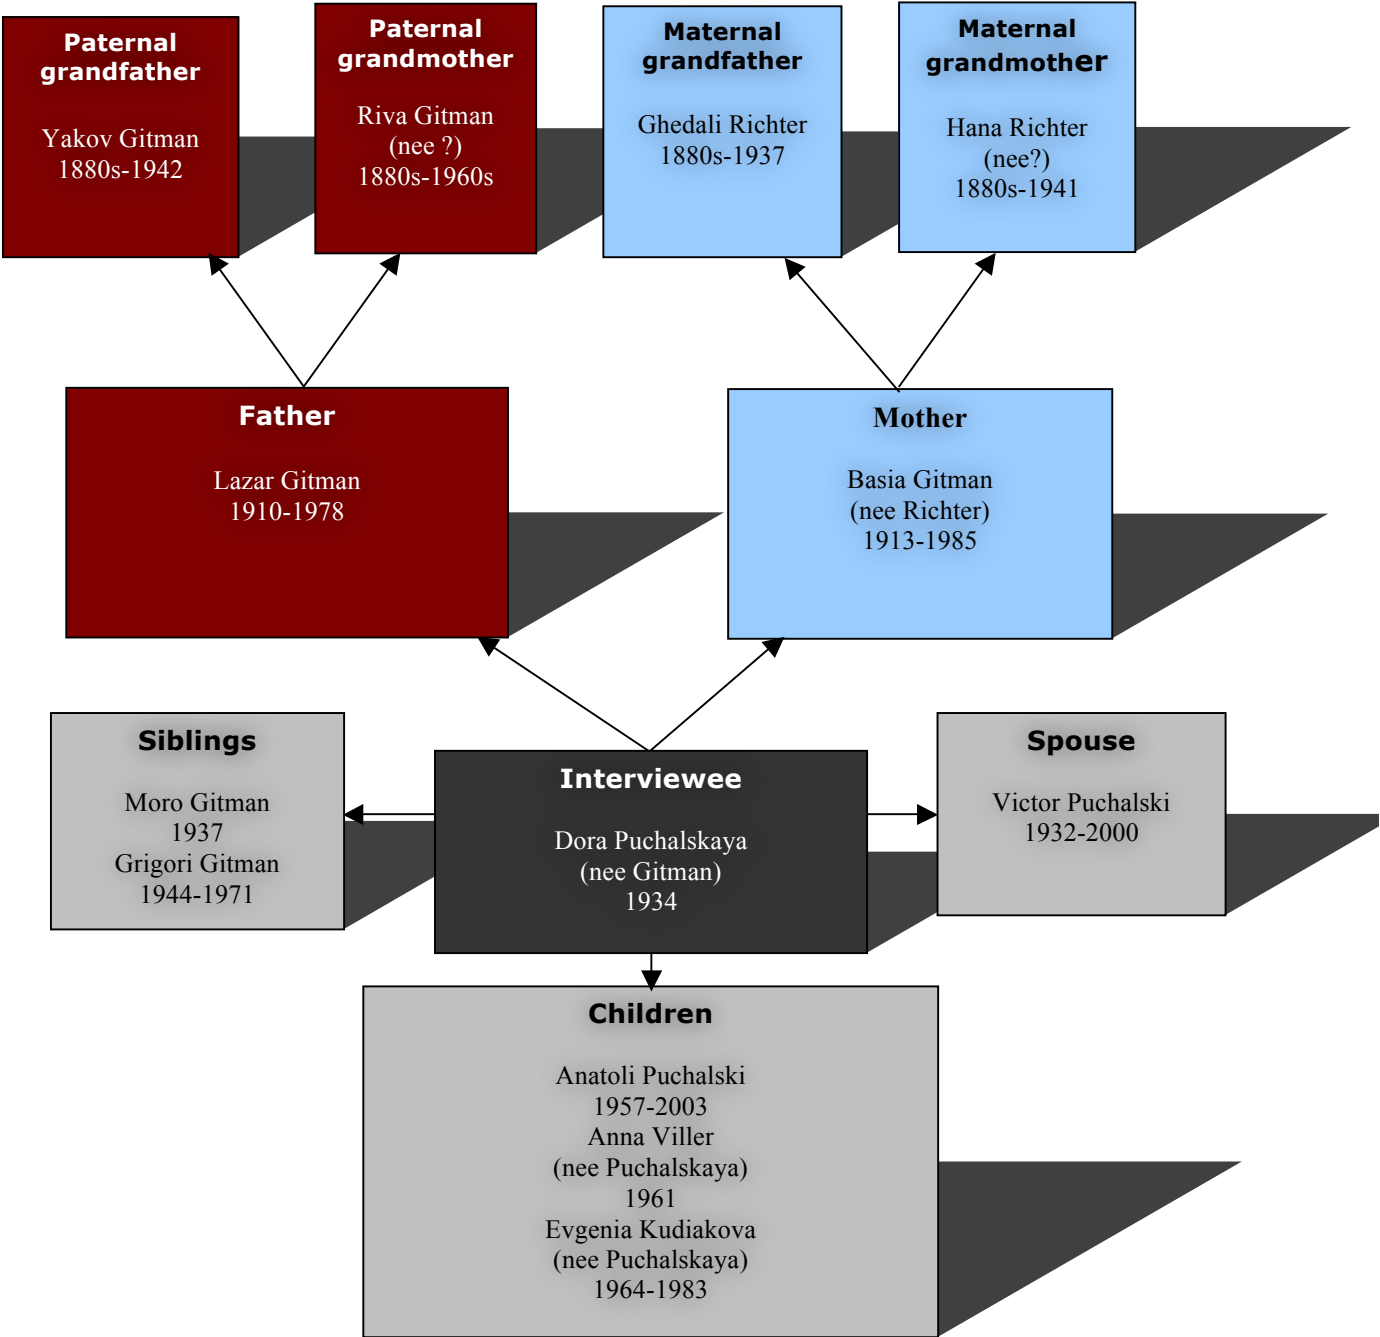 Paternal
grandfather
Yakov Gitman
1880s-1942
Paternal
grandmother
Riva Gitman
(nee ?)
1880s-1960s
Maternal
grandfather
Ghedali Richter
1880s-1937
Maternal
grandmother
Hana Richter
(nee?)
1880s-1941
Father
Lazar Gitman
1910-1978
Mother
Basia Gitman
(nee Richter)
1913-1985
Siblings
Moro Gitman
1937
Grigori Gitman
1944-1971
Interviewee
Dora Puchalskaya
(nee Gitman)
1934
Spouse
Victor Puchalski
1932-2000
Children
Anatoli Puchalski
1957-2003
Anna Viller
(nee Puchalskaya)
1961
Evgenia Kudiakova
(nee Puchalskaya)
1964-1983